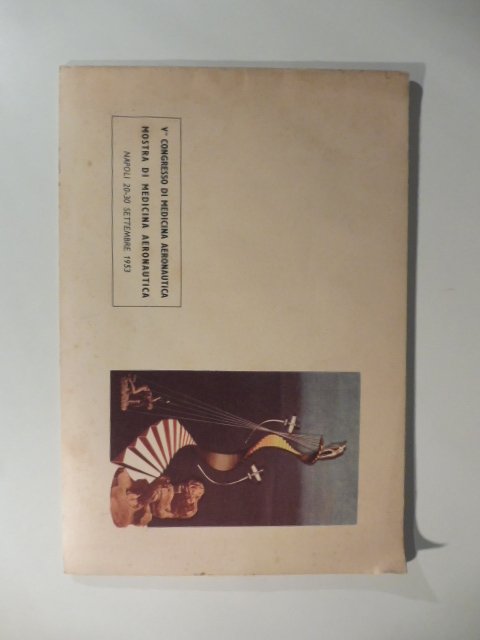 V° CONGRESSO DI MEDICINA AERONAUTICA
MOSTRA DI MEDICINA AERONAUTICA
NAPOLI 20-30 SETTEMBRE 1953